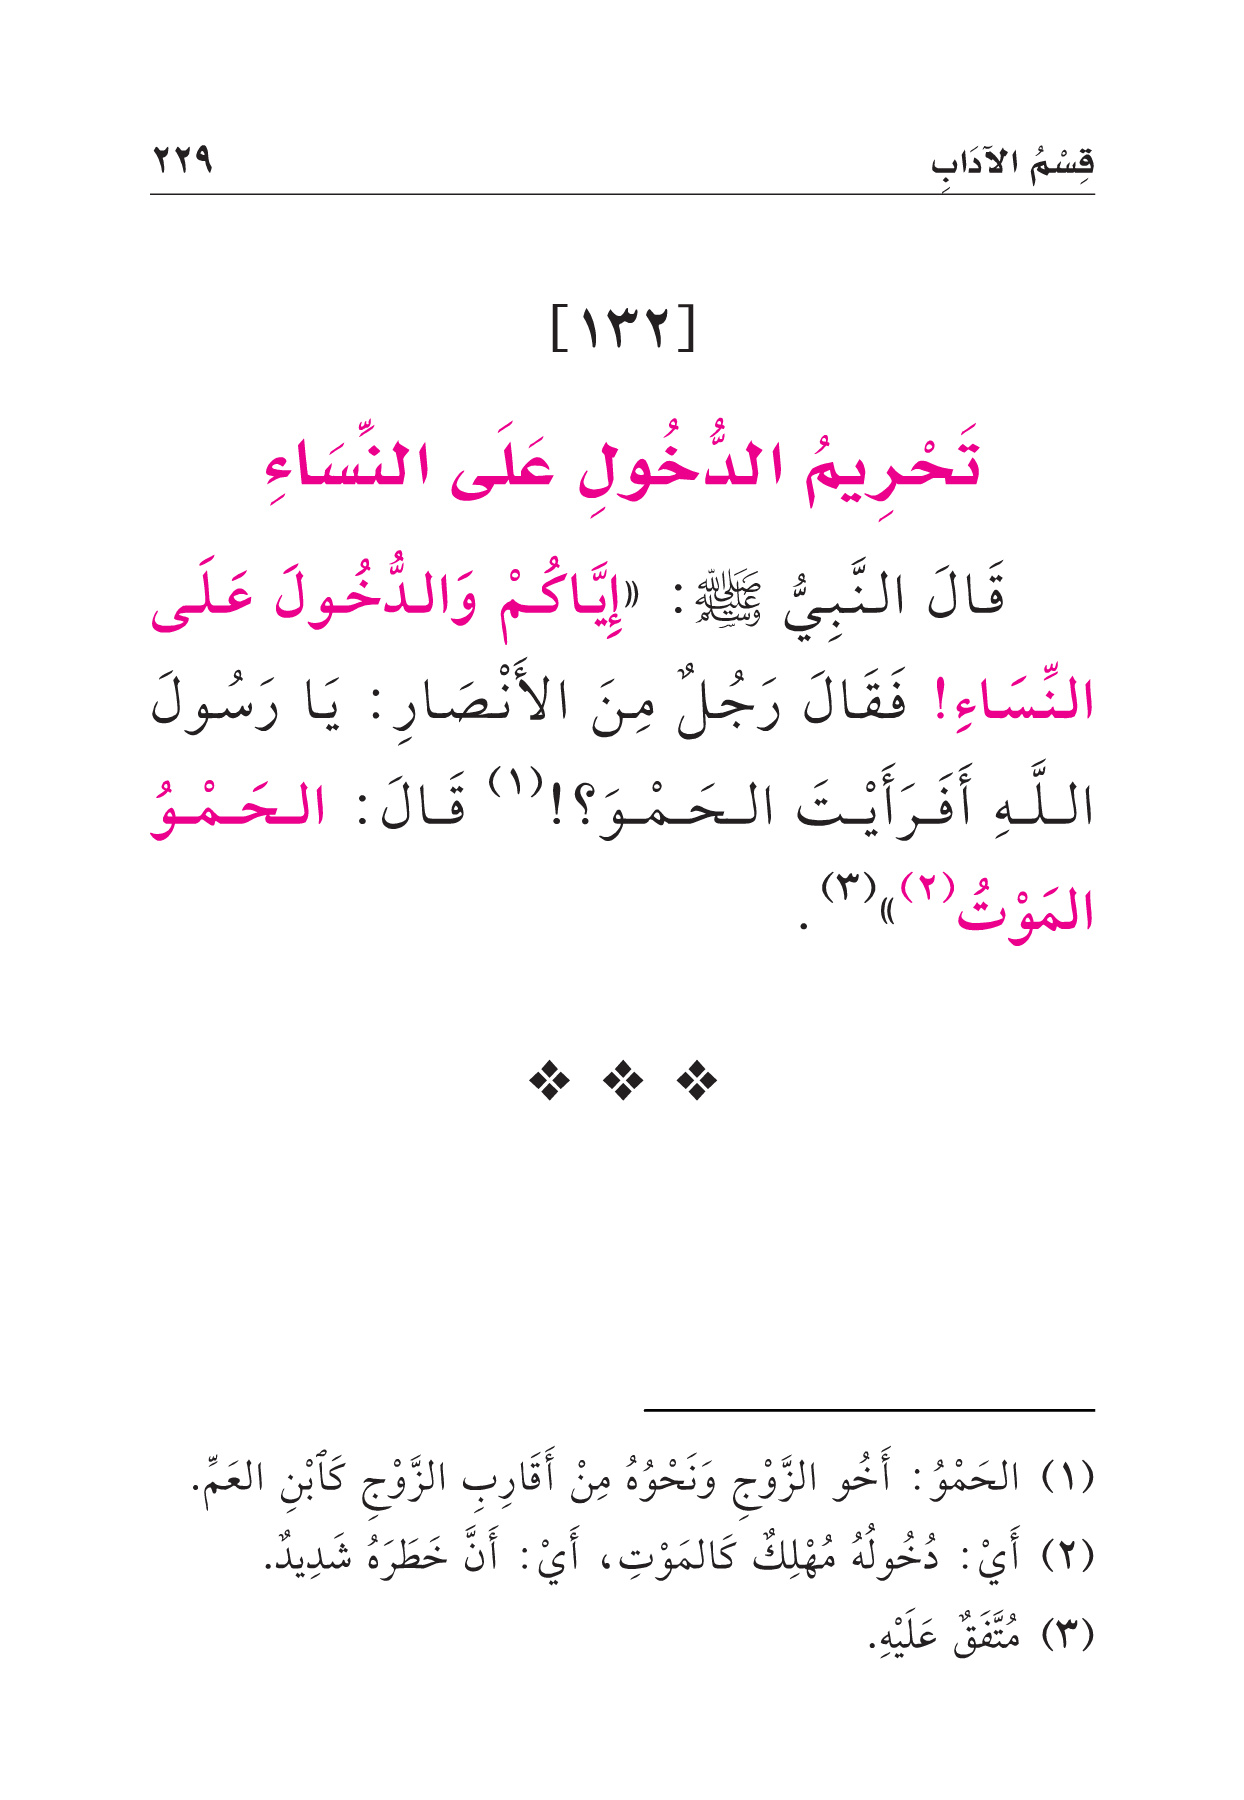 قِسْمُ الآدَابِ ٢٢٩
[١٣٢]
تَحْرِيمُ الدُّخُولِ عَلَى النِّسَاءِ
قَالَ النَّبِيُّ ﷺ: «إِيَّاكُمْ وَالدُّخُولَ عَلَى
النِّسَاءِ! فَقَالَ رَجُلٌ مِنَ الأَنْصَارِ: يَا رَسُولَ
اللَّهِ أَفَرَأَيْتَ الحَمْوَ؟!(١) قَالَ: الحَمْوُ
المَوْتُ(٢)»(٣).
(١) الحَمْوُ: أَخُو الزَّوْجِ وَنَحْوُهُ مِنْ أَقَارِبِ الزَّوْجِ كَٱبْنِ العَمِّ.
(٢) أَيْ: دُخُولُهُ مُهْلِكٌ كَالمَوْتِ، أَيْ: أَنَّ خَطَرَهُ شَدِيدٌ.
(٣) مُتَّفَقٌ عَلَيْهِ.